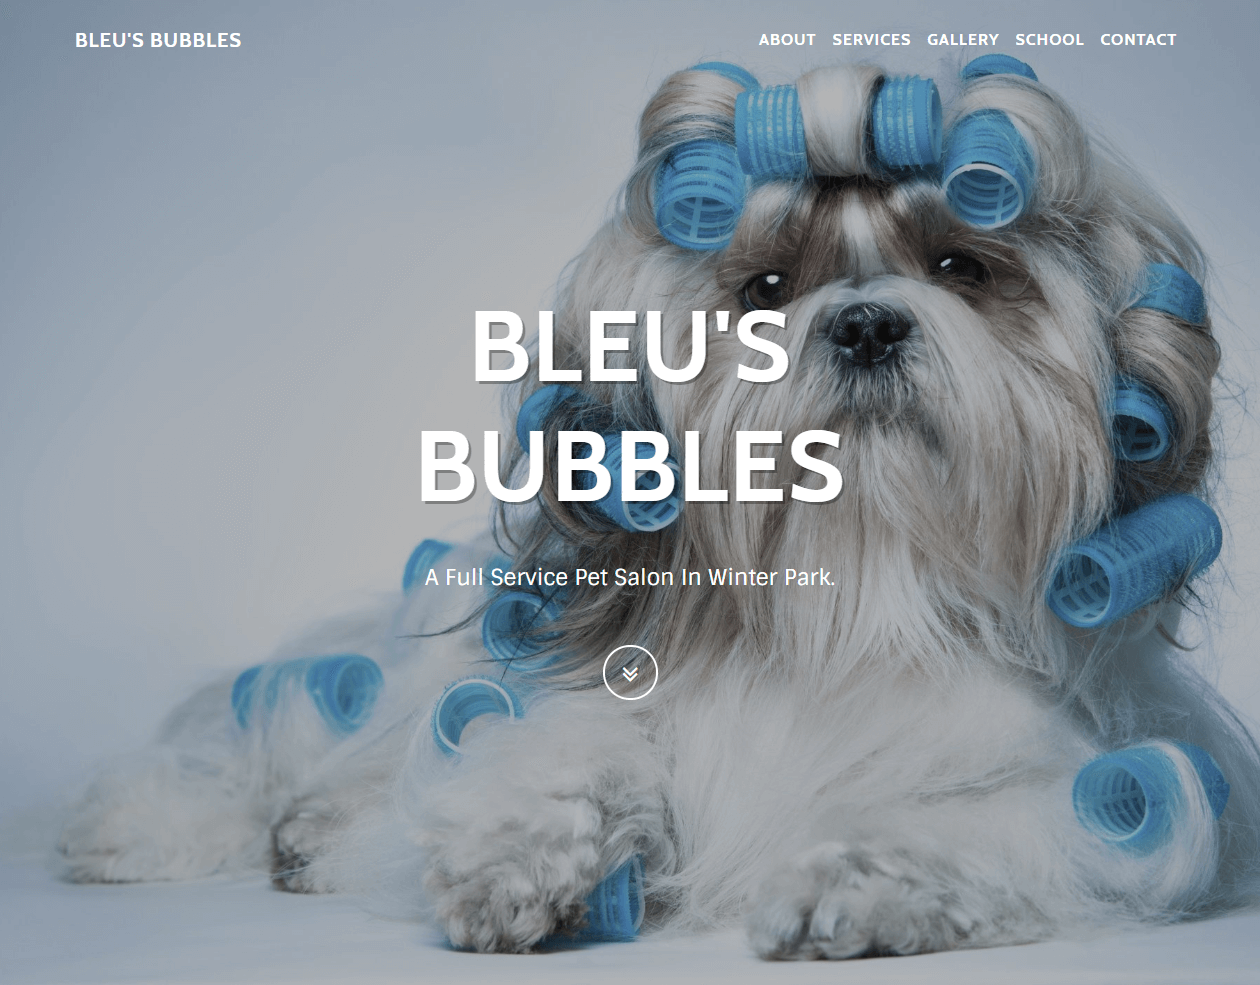 BLEU'S BUBBLES
ABOUT SERVICES GALLERY SCHOOL CONTACT
BLEU'S
BUBBLES
A Full Service Pet Salon In Winter Park.